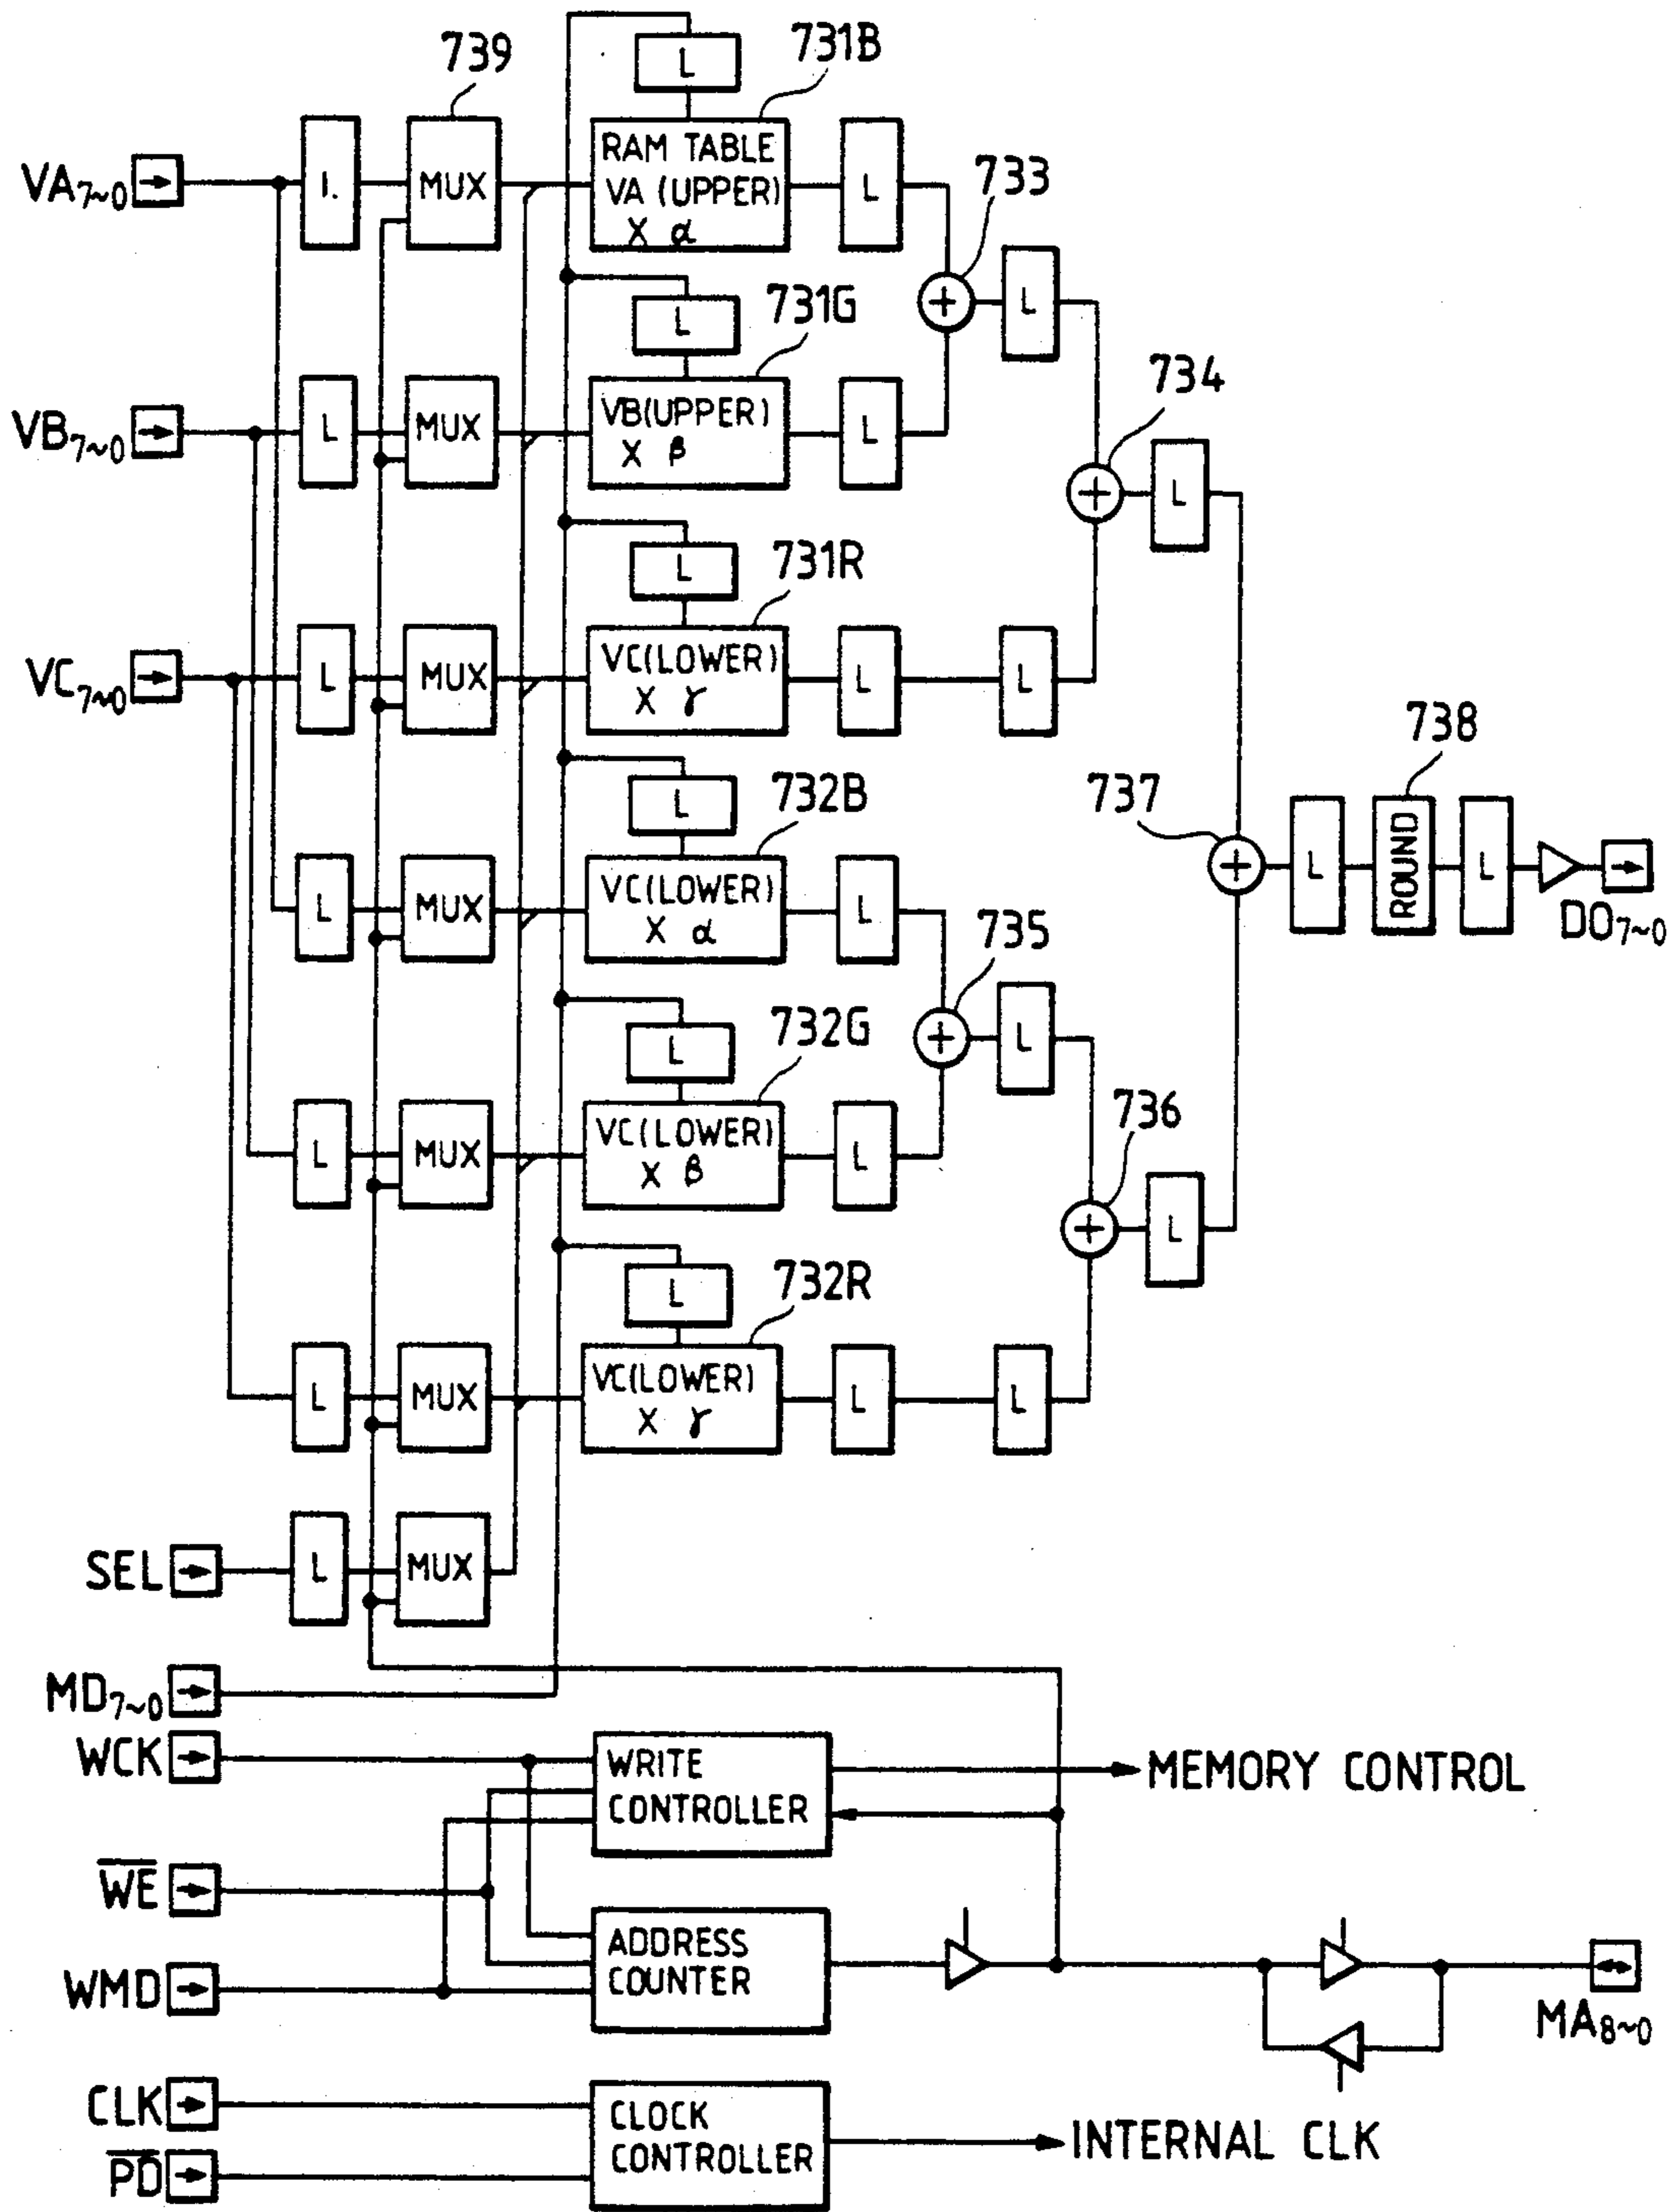 739
L
731B
VA7~0
I.
MUX
RAM TABLE
VA (UPPER)
X α
L
733
L
731G
L
VB7~0
L
MUX
VB(UPPER)
X β
L
734
L
L
731R
VC7~0
L
MUX
VC(LOWER)
X γ
L
L
738
L
732B
737
L
ROUND
L
DO7~0
L
MUX
VC(LOWER)
X α
L
735
L
L
732G
L
MUX
VC(LOWER)
X β
L
736
L
L
732R
L
MUX
VC(LOWER)
X γ
L
L
SEL
L
MUX
MD7~0
WCK
WRITE
CONTROLLER
MEMORY CONTROL
WE
ADDRESS
COUNTER
WMD
MA8~0
CLK
CLOCK
CONTROLLER
INTERNAL CLK
PD